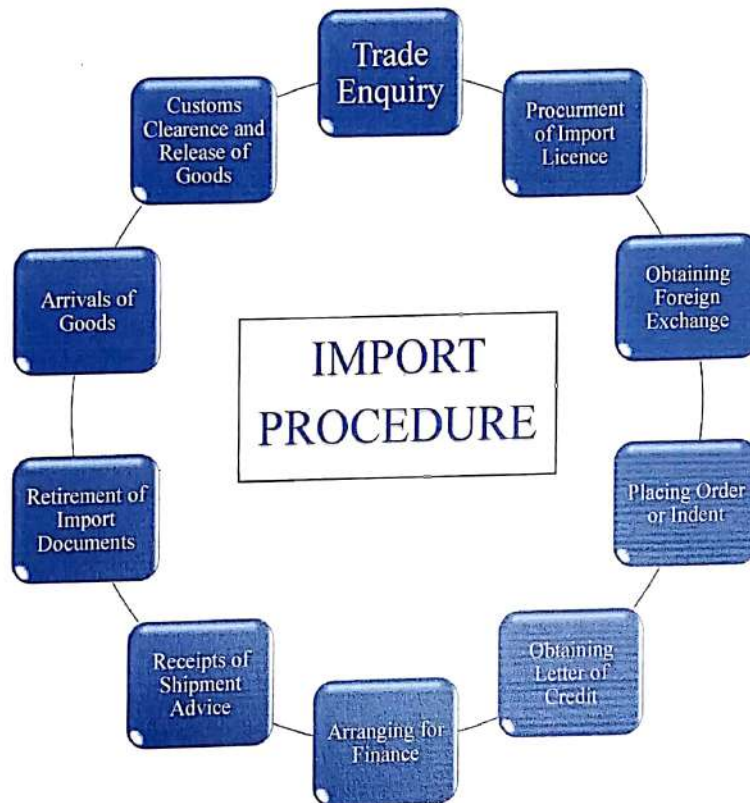 Trade
Enquiry
Procurment
of Import
Licence
Obtaining
Foreign
Exchange
Placing Order
or Indent
Obtaining
Letter of
Credit
Arranging for
Finance
Receipts of
Shipment
Advice
Retirement of
Import
Documents
Arrivals of
Goods
Customs
Clearence and
Release of
Goods
IMPORT
PROCEDURE